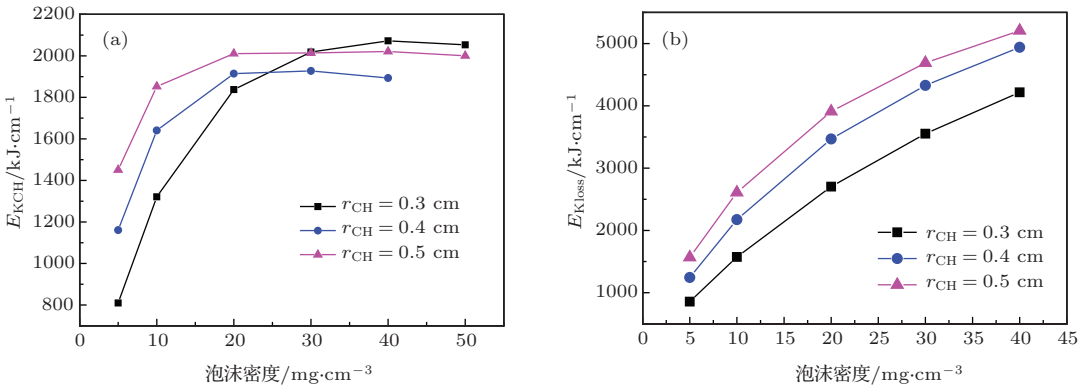 (a)
2200
2000
1800
1600
1400
1200
1000
800
E_KCH/kJ·cm⁻¹
r_CH = 0.3 cm
r_CH = 0.4 cm
r_CH = 0.5 cm
0 10 20 30 40 50
泡沫密度/mg·cm⁻³
(b)
5000
4000
3000
2000
1000
E_Kloss/kJ·cm⁻¹
r_CH = 0.3 cm
r_CH = 0.4 cm
r_CH = 0.5 cm
0 5 10 15 20 25 30 35 40 45
泡沫密度/mg·cm⁻³